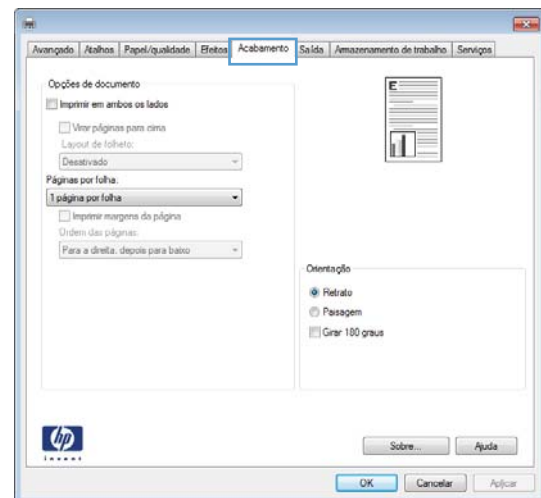 Avançado Atalhos Papel/qualidade Efeitos Acabamento Saída Armazenamento de trabalho Serviços
Opções de documento
Imprimir em ambos os lados
Virar páginas para cima
Layout de folheto:
Desativado
Páginas por folha:
1 página por folha
Imprimir margens da página
Ordem das páginas:
Para a direita, depois para baixo
E
Orientação
Retrato
Paisagem
Girar 180 graus
hp
invent
Sobre... Ajuda
OK Cancelar Aplicar